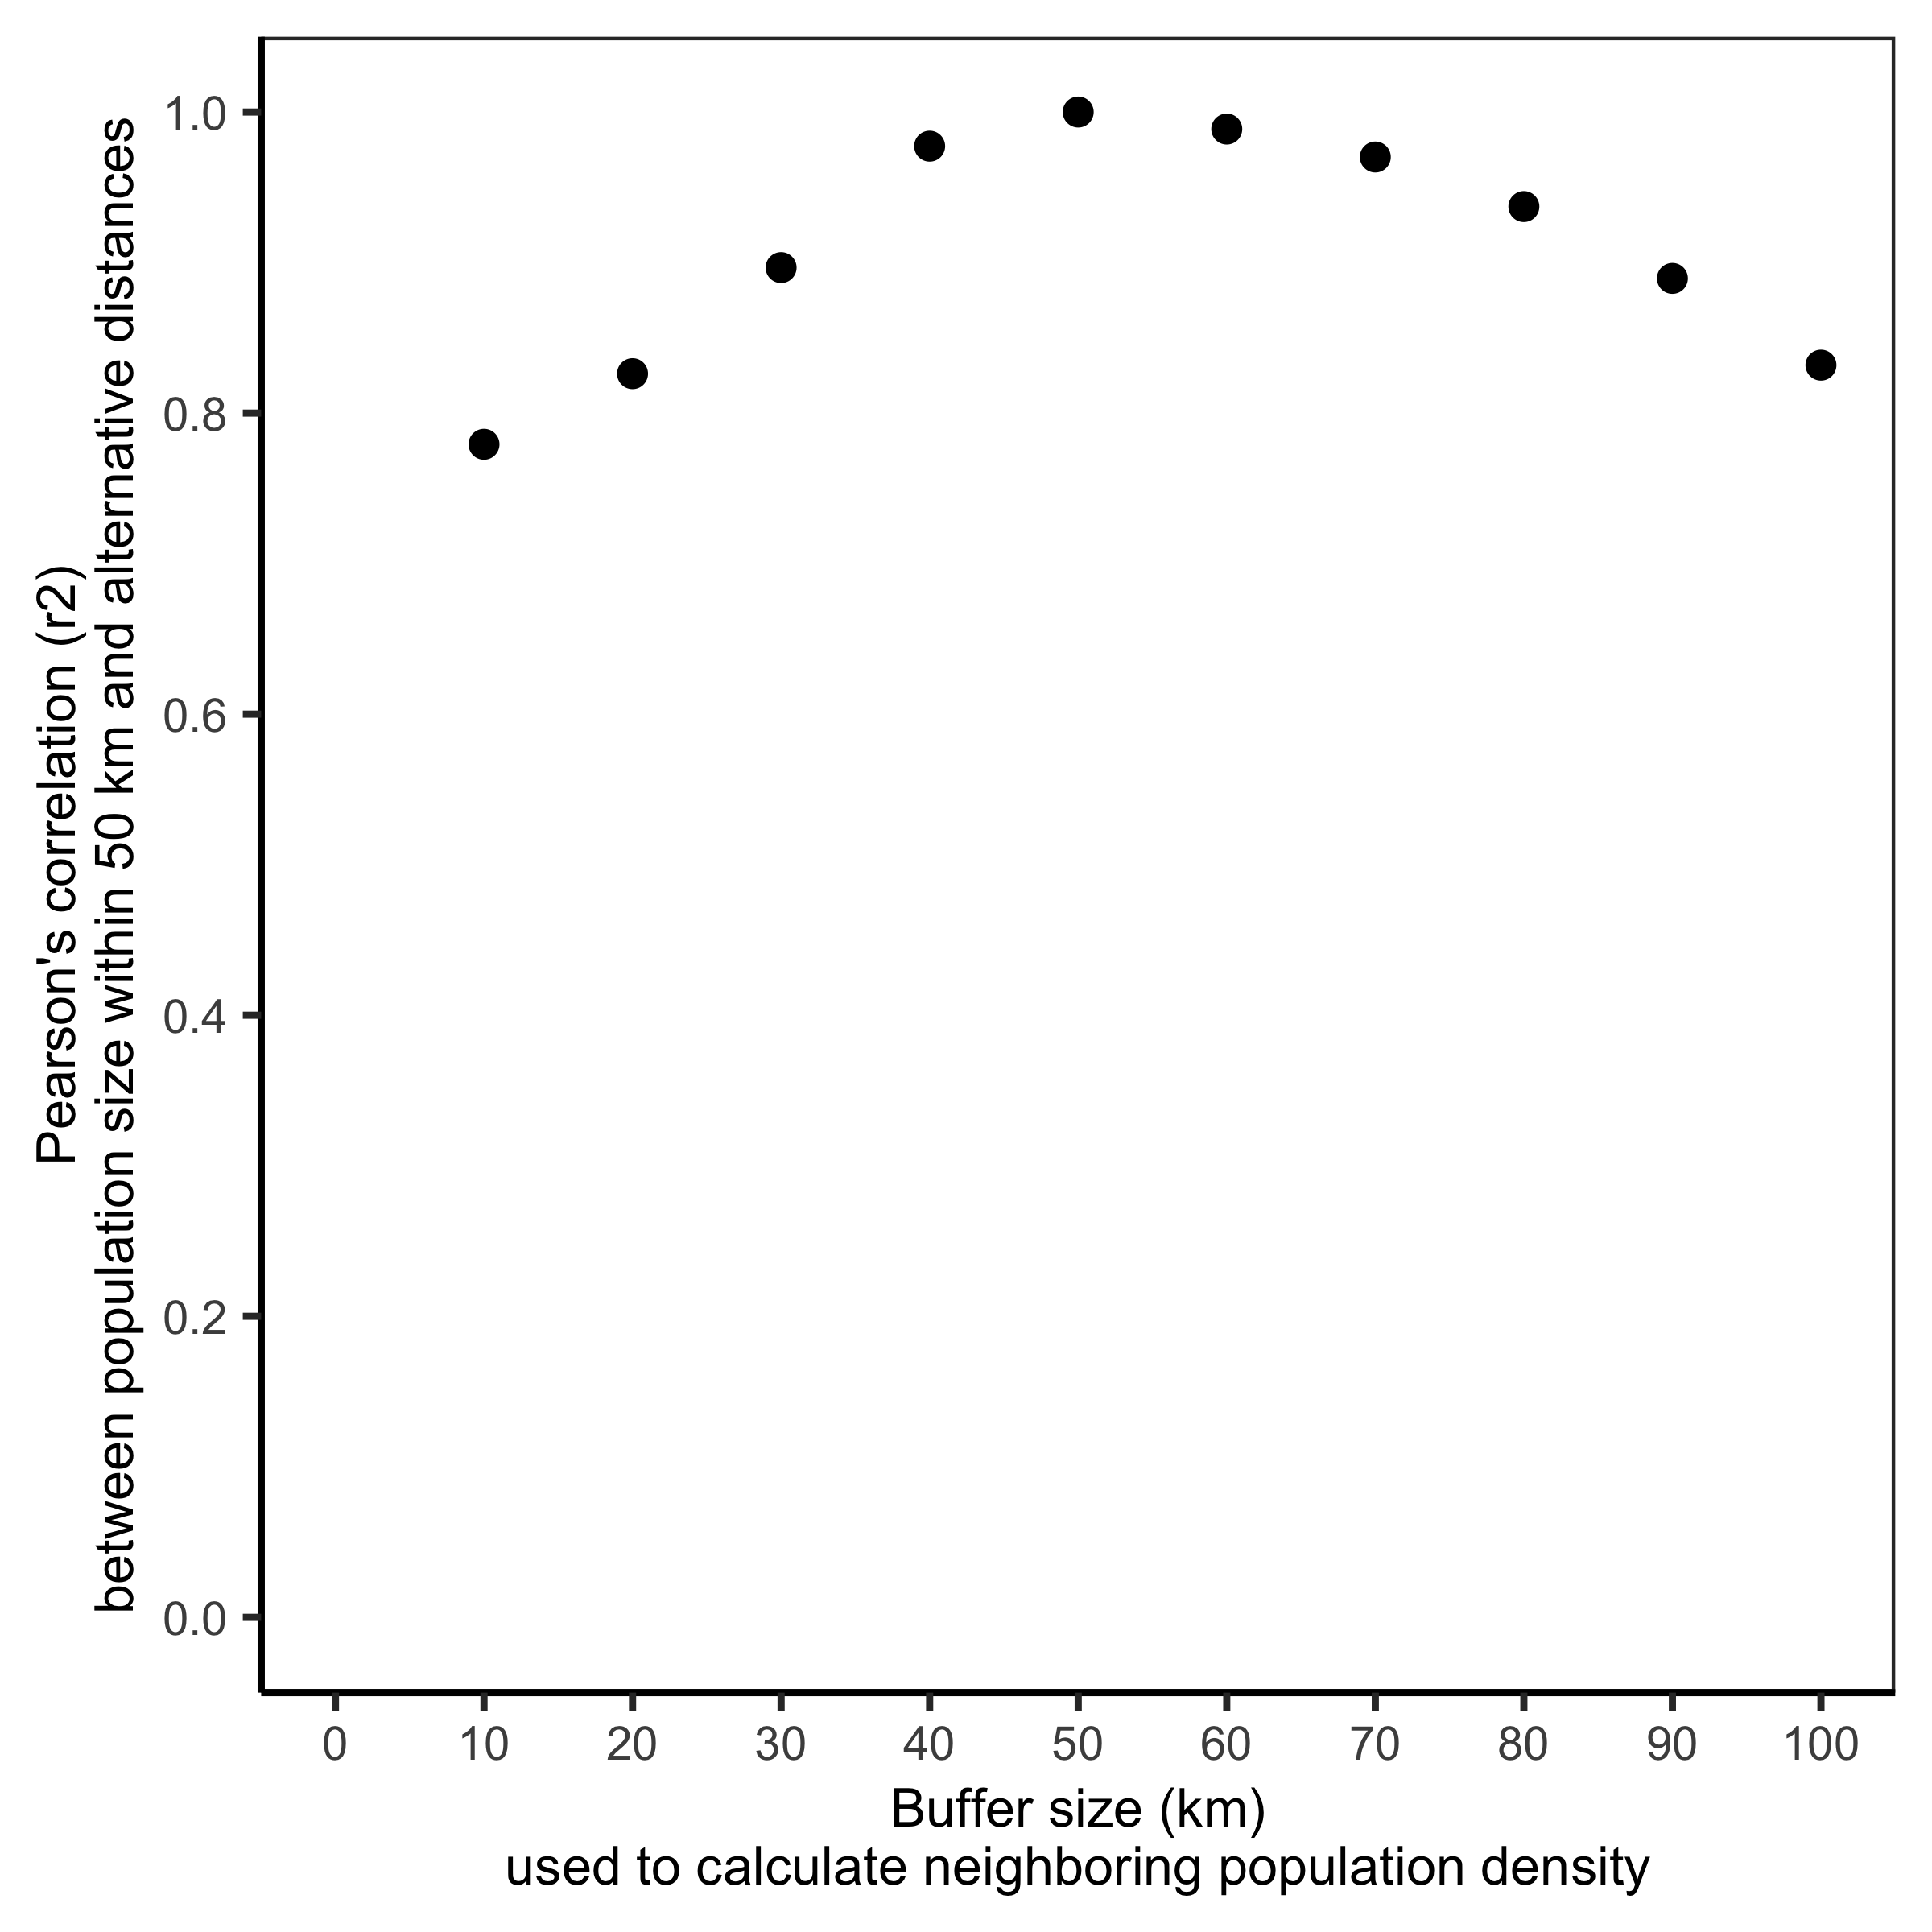 Pearson's correlation (r2)
between population size within 50 km and alternative distances
1.0
0.8
0.6
0.4
0.2
0.0
0 10 20 30 40 50 60 70 80 90 100
Buffer size (km)
used to calculate neighboring population density